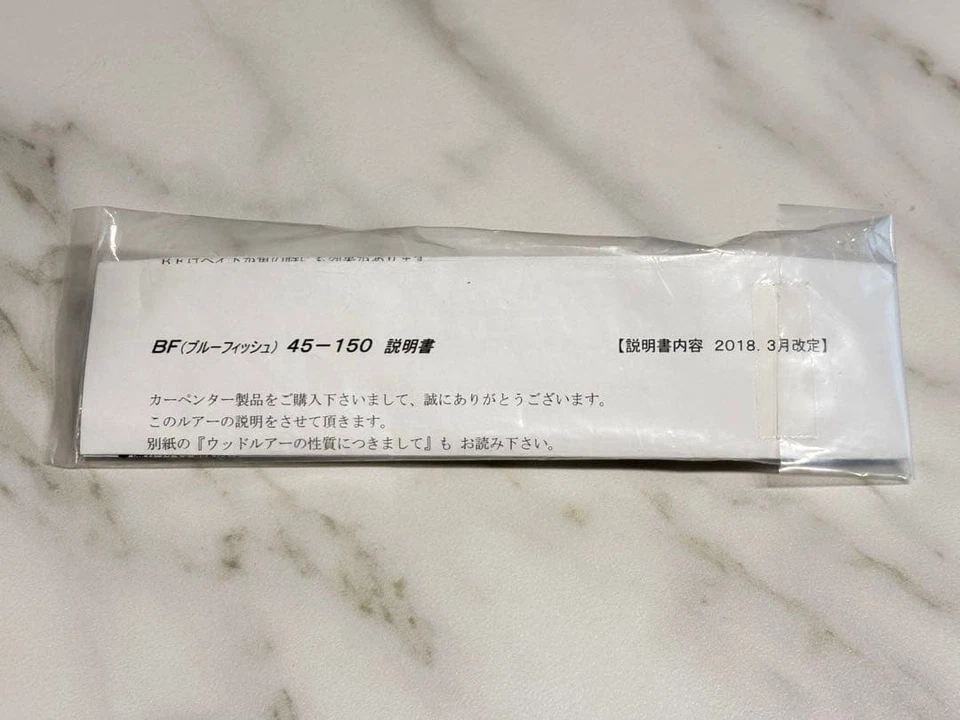 BF(ブルーフィッシュ) 45-150 説明書 【説明書内容 2018. 3月改定】
カーペンター製品をご購入下さいまして、誠にありがとうございます。
このルアーの説明をさせて頂きます。
別紙の『ウッドルアーの性質につきまして』も お読み下さい。